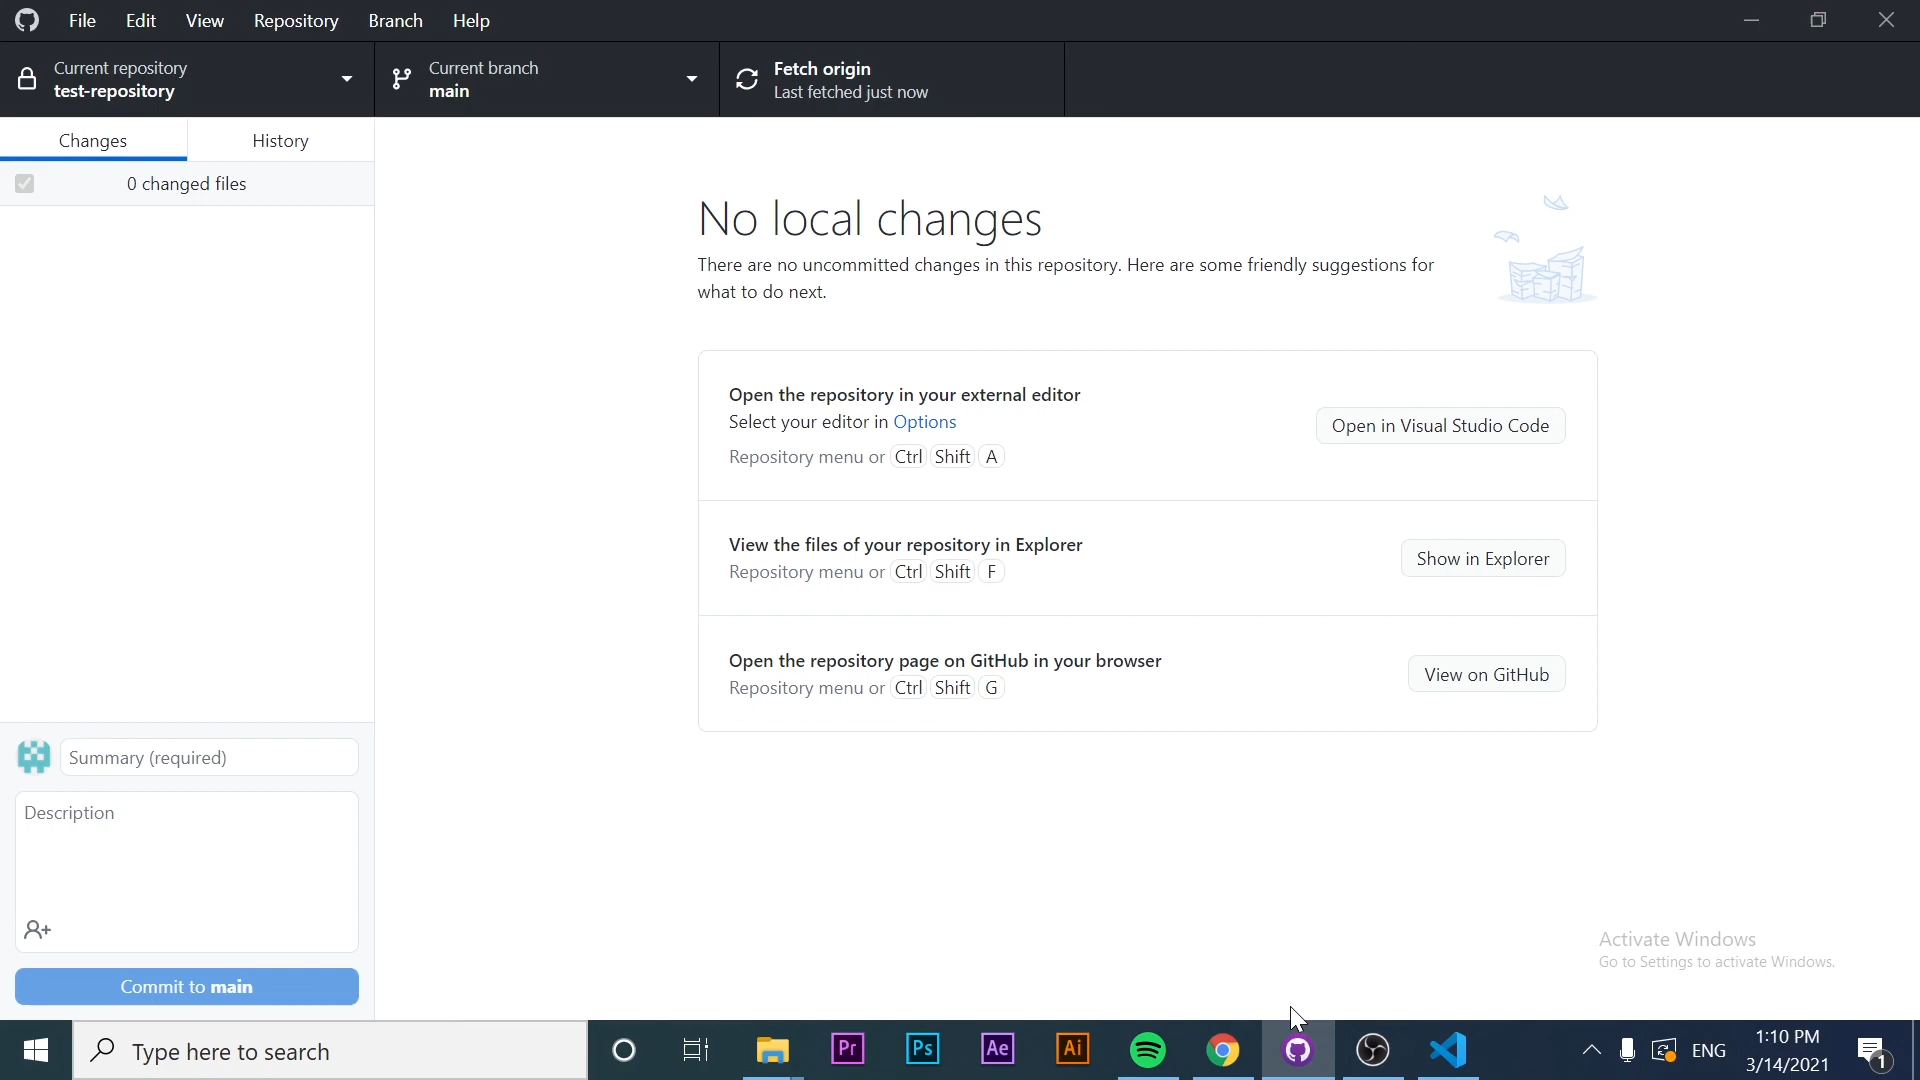 File Edit View Repository Branch Help
Current repository
test-repository
Current branch
main
Fetch origin
Last fetched just now
Changes History
0 changed files
No local changes
There are no uncommitted changes in this repository. Here are some friendly suggestions for
what to do next.
Open the repository in your external editor
Select your editor in Options
Repository menu or Ctrl Shift A
Open in Visual Studio Code
View the files of your repository in Explorer
Repository menu or Ctrl Shift F
Show in Explorer
Open the repository page on GitHub in your browser
Repository menu or Ctrl Shift G
View on GitHub
Summary (required)
Description
Commit to main
Activate Windows
Go to Settings to activate Windows.
Type here to search
Pr Ps Ae Ai
ENG
1:10 PM
3/14/2021
1